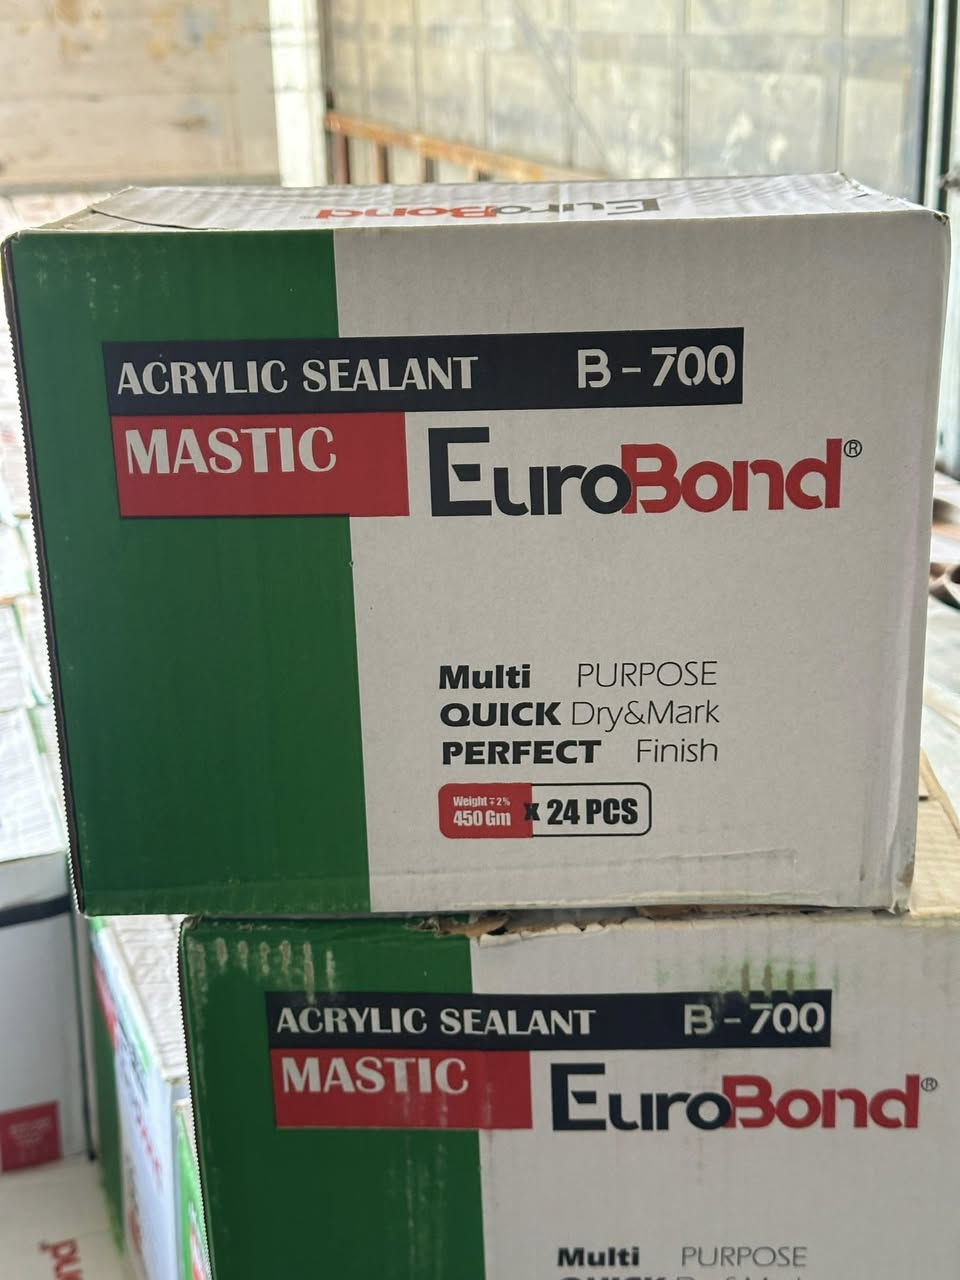 EuroBond
ACRYLIC SEALANT B-700
MASTIC
EuroBond®
Multi PURPOSE
QUICK Dry&Mark
PERFECT Finish
Weight ∓2%
450 Gm x 24 PCS
ACRYLIC SEALANT B-700
MASTIC
EuroBond®
Multi PURPOSE